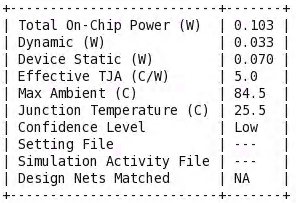 +--------------------------+-------+
| Total On-Chip Power (W) | 0.103 |
| Dynamic (W) | 0.033 |
| Device Static (W) | 0.070 |
| Effective TJA (C/W) | 5.0 |
| Max Ambient (C) | 84.5 |
| Junction Temperature (C) | 25.5 |
| Confidence Level | Low |
| Setting File | --- |
| Simulation Activity File | --- |
| Design Nets Matched | NA |
+--------------------------+-------+